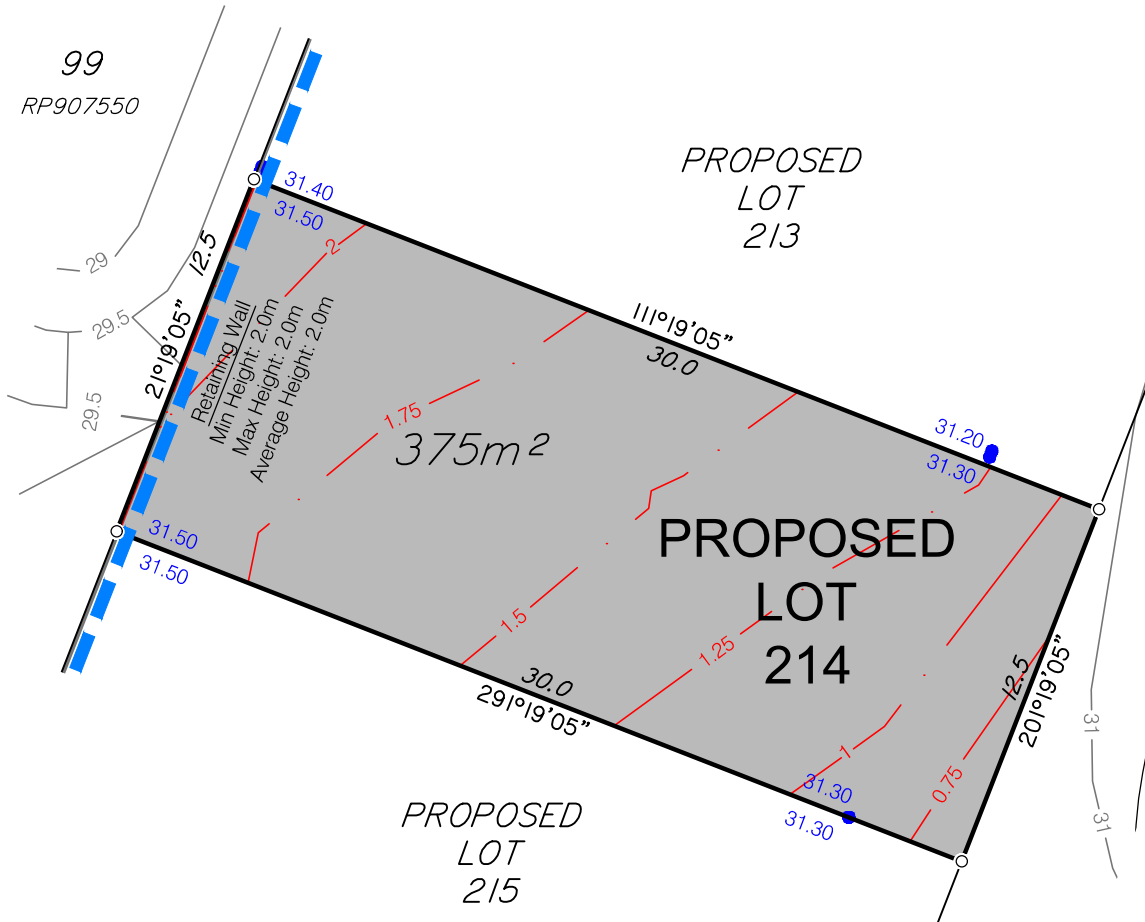 99
RP907550
PROPOSED
LOT
213
31.40
31.50
12.5
2
29
29.5
21°19'05"
Retaining Wall
Min Height: 2.0m
Max Height: 2.0m
Average Height: 2.0m
111°19'05"
30.0
29.5
1.75
375m²
31.20
31.30
31.50
31.50
PROPOSED
LOT
214
1.5
1.25
30.0
291°19'05"
12.5
201°19'05"
31
1
0.75
31.30
31.30
31
PROPOSED
LOT
215